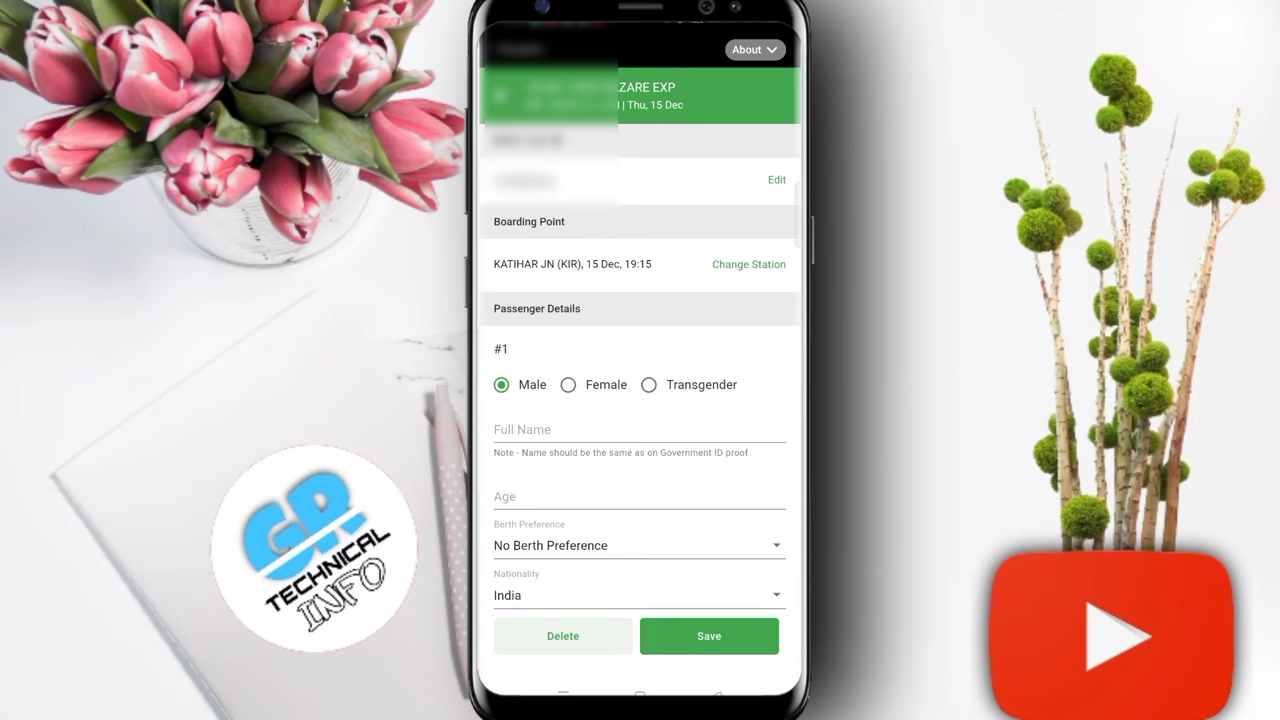 About
ZARE EXP
| Thu, 15 Dec
Edit
Boarding Point
KATIHAR JN (KIR), 15 Dec, 19:15
Change Station
Passenger Details
#1
Male
Female
Transgender
Full Name
Note - Name should be the same as on Government ID proof
Age
Berth Preference
No Berth Preference
Nationality
India
Delete
Save
GR
TECHNICAL
INFO